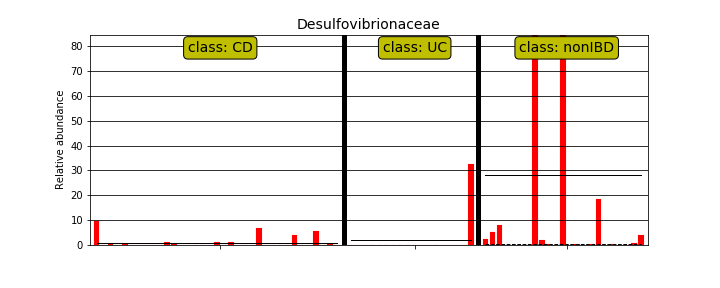 Desulfovibrionaceae
class: CD
class: UC
class: nonIBD
Relative abundance
80
70
60
50
40
30
20
10
0